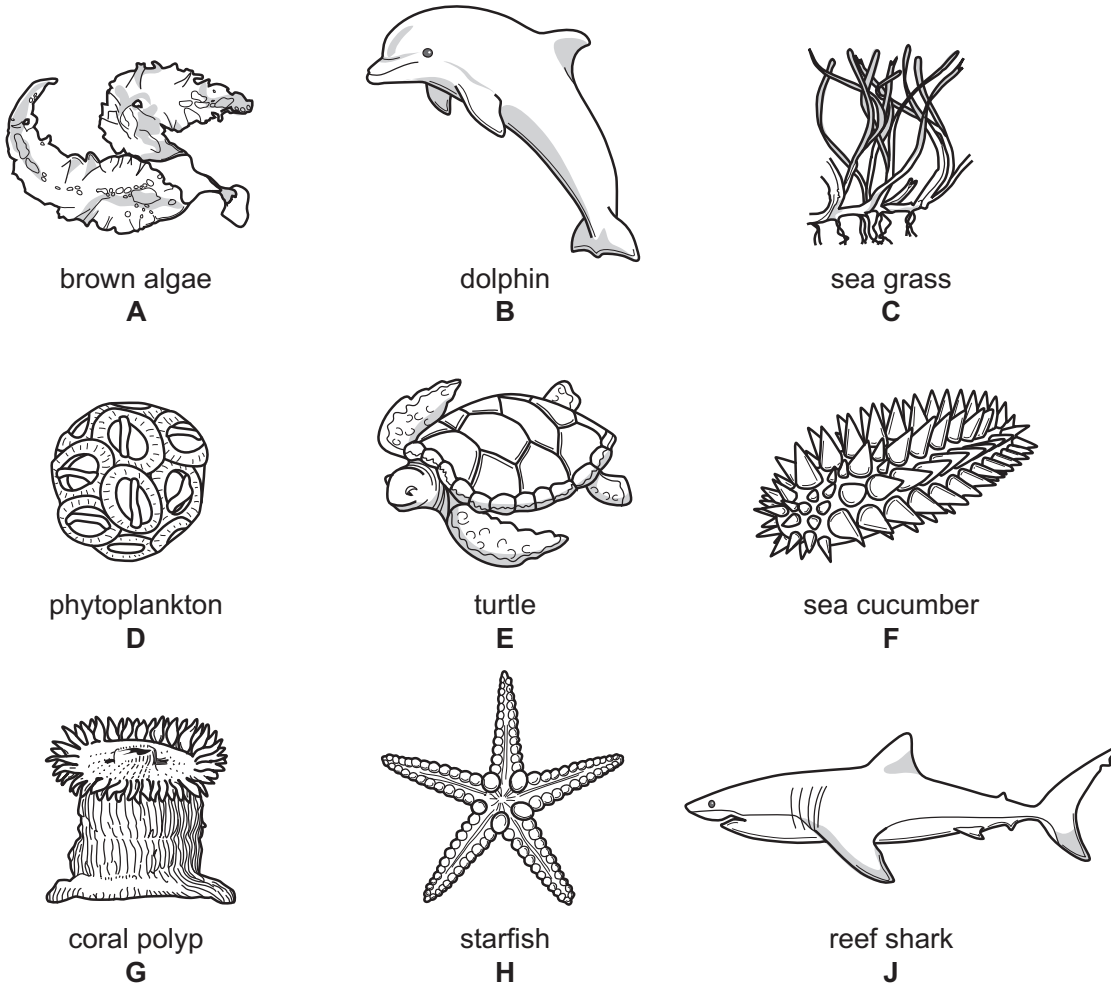 brown algae
A
dolphin
B
sea grass
C
phytoplankton
D
turtle
E
sea cucumber
F
coral polyp
G
starfish
H
reef shark
J